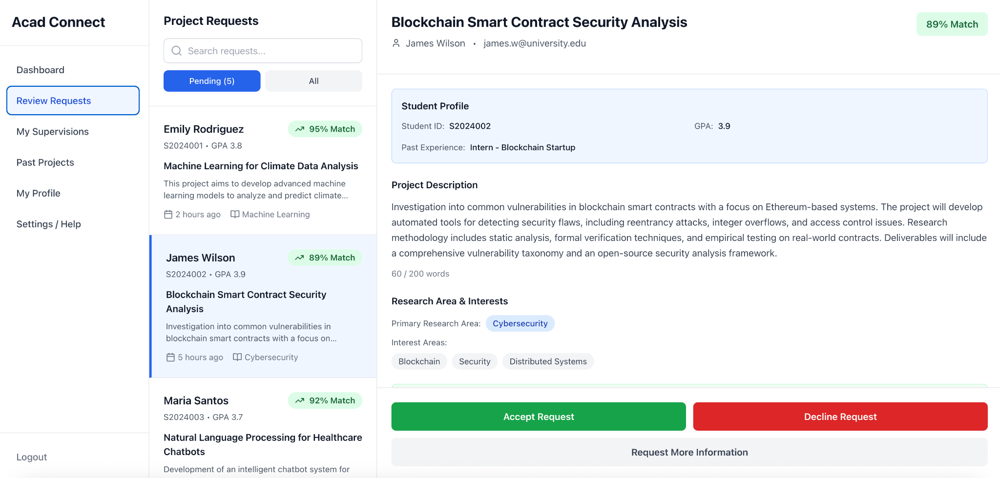 Acad Connect
Dashboard
Review Requests
My Supervisions
Past Projects
My Profile
Settings / Help
Logout
Project Requests
Search requests...
Pending (5)
All
Emily Rodriguez
95% Match
S2024001 • GPA 3.8
Machine Learning for Climate Data Analysis
This project aims to develop advanced machine
learning models to analyze and predict climate...
2 hours ago
Machine Learning
James Wilson
89% Match
S2024002 • GPA 3.9
Blockchain Smart Contract Security
Analysis
Investigation into common vulnerabilities in
blockchain smart contracts with a focus on...
5 hours ago
Cybersecurity
Maria Santos
92% Match
S2024003 • GPA 3.7
Natural Language Processing for Healthcare
Chatbots
Development of an intelligent chatbot system for
Blockchain Smart Contract Security Analysis
89% Match
James Wilson • james.w@university.edu
Student Profile
Student ID: S2024002
GPA: 3.9
Past Experience: Intern - Blockchain Startup
Project Description
Investigation into common vulnerabilities in blockchain smart contracts with a focus on Ethereum-based systems. The project will develop
automated tools for detecting security flaws, including reentrancy attacks, integer overflows, and access control issues. Research
methodology includes static analysis, formal verification techniques, and empirical testing on real-world contracts. Deliverables will include
a comprehensive vulnerability taxonomy and an open-source security analysis framework.
60 / 200 words
Research Area & Interests
Primary Research Area: Cybersecurity
Interest Areas:
Blockchain
Security
Distributed Systems
Accept Request
Decline Request
Request More Information